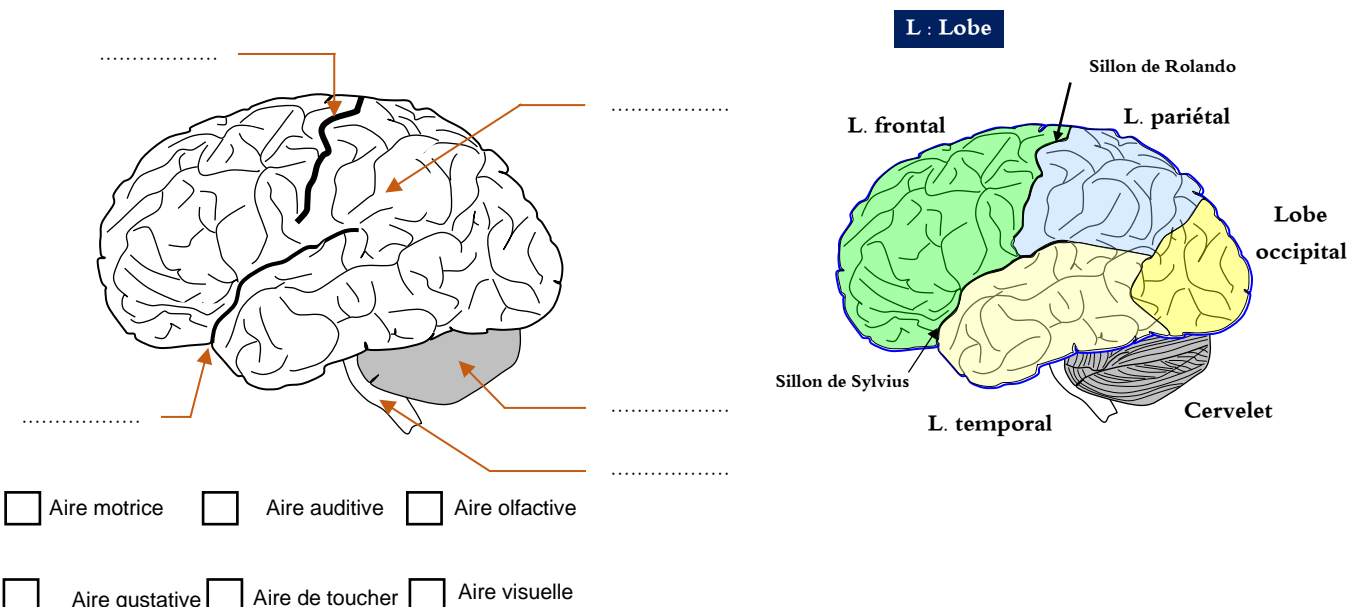 L : Lobe
Sillon de Rolando
L. frontal
L. pariétal
Lobe
occipital
Sillon de Sylvius
L. temporal
Cervelet
..................
..................
..................
..................
..................
Aire motrice
Aire auditive
Aire olfactive
Aire gustative
Aire de toucher
Aire visuelle